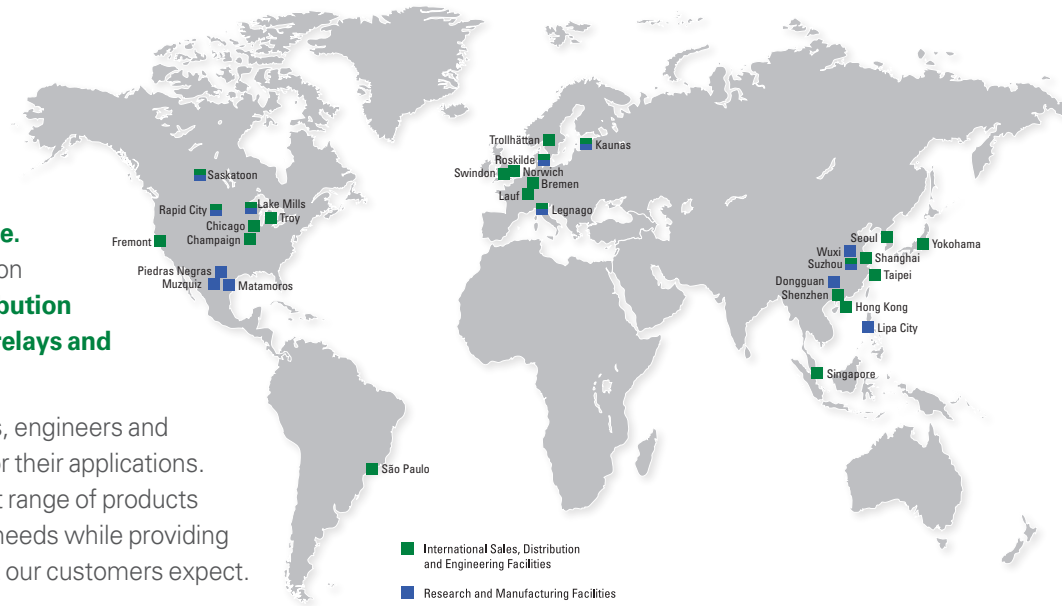 e.
on
bution
relays and
s, engineers and
or their applications.
t range of products
needs while providing
our customers expect.
Saskatoon
Rapid City
Lake Mills
Troy
Chicago
Champaign
Fremont
Piedras Negras
Muzquiz
Matamoros
São Paulo
Trollhättan
Kaunas
Roskilde
Swindon
Norwich
Bremen
Lauf
Legnago
Seoul
Yokohama
Wuxi
Shanghai
Suzhou
Taipei
Dongguan
Shenzhen
Hong Kong
Lipa City
Singapore
International Sales, Distribution
and Engineering Facilities
Research and Manufacturing Facilities